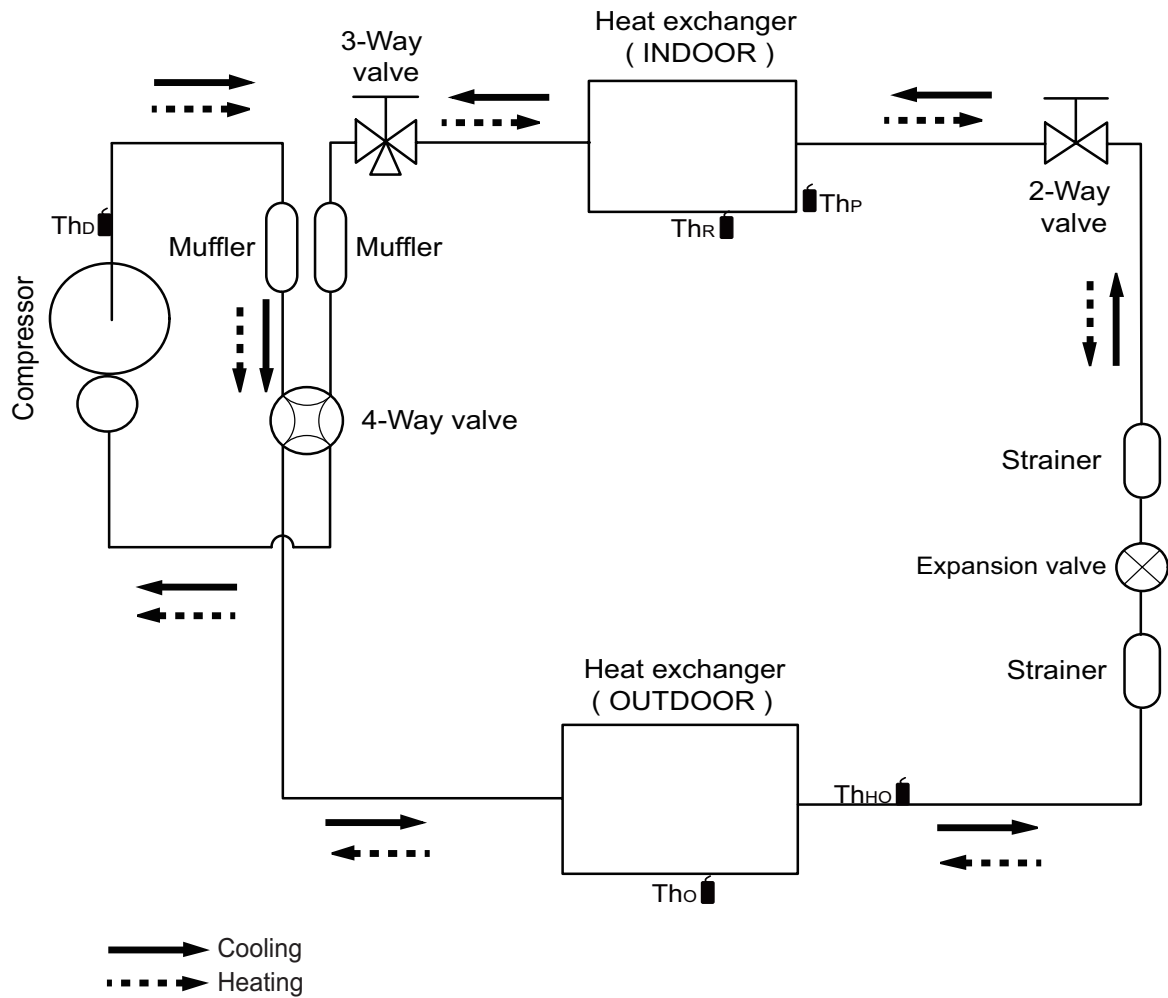 Heat exchanger
( INDOOR )
3-Way
valve
ThD
Muffler
Muffler
ThR
ThP
2-Way
valve
Compressor
4-Way valve
Strainer
Expansion valve
Strainer
Heat exchanger
( OUTDOOR )
ThHO
ThO
Cooling
Heating